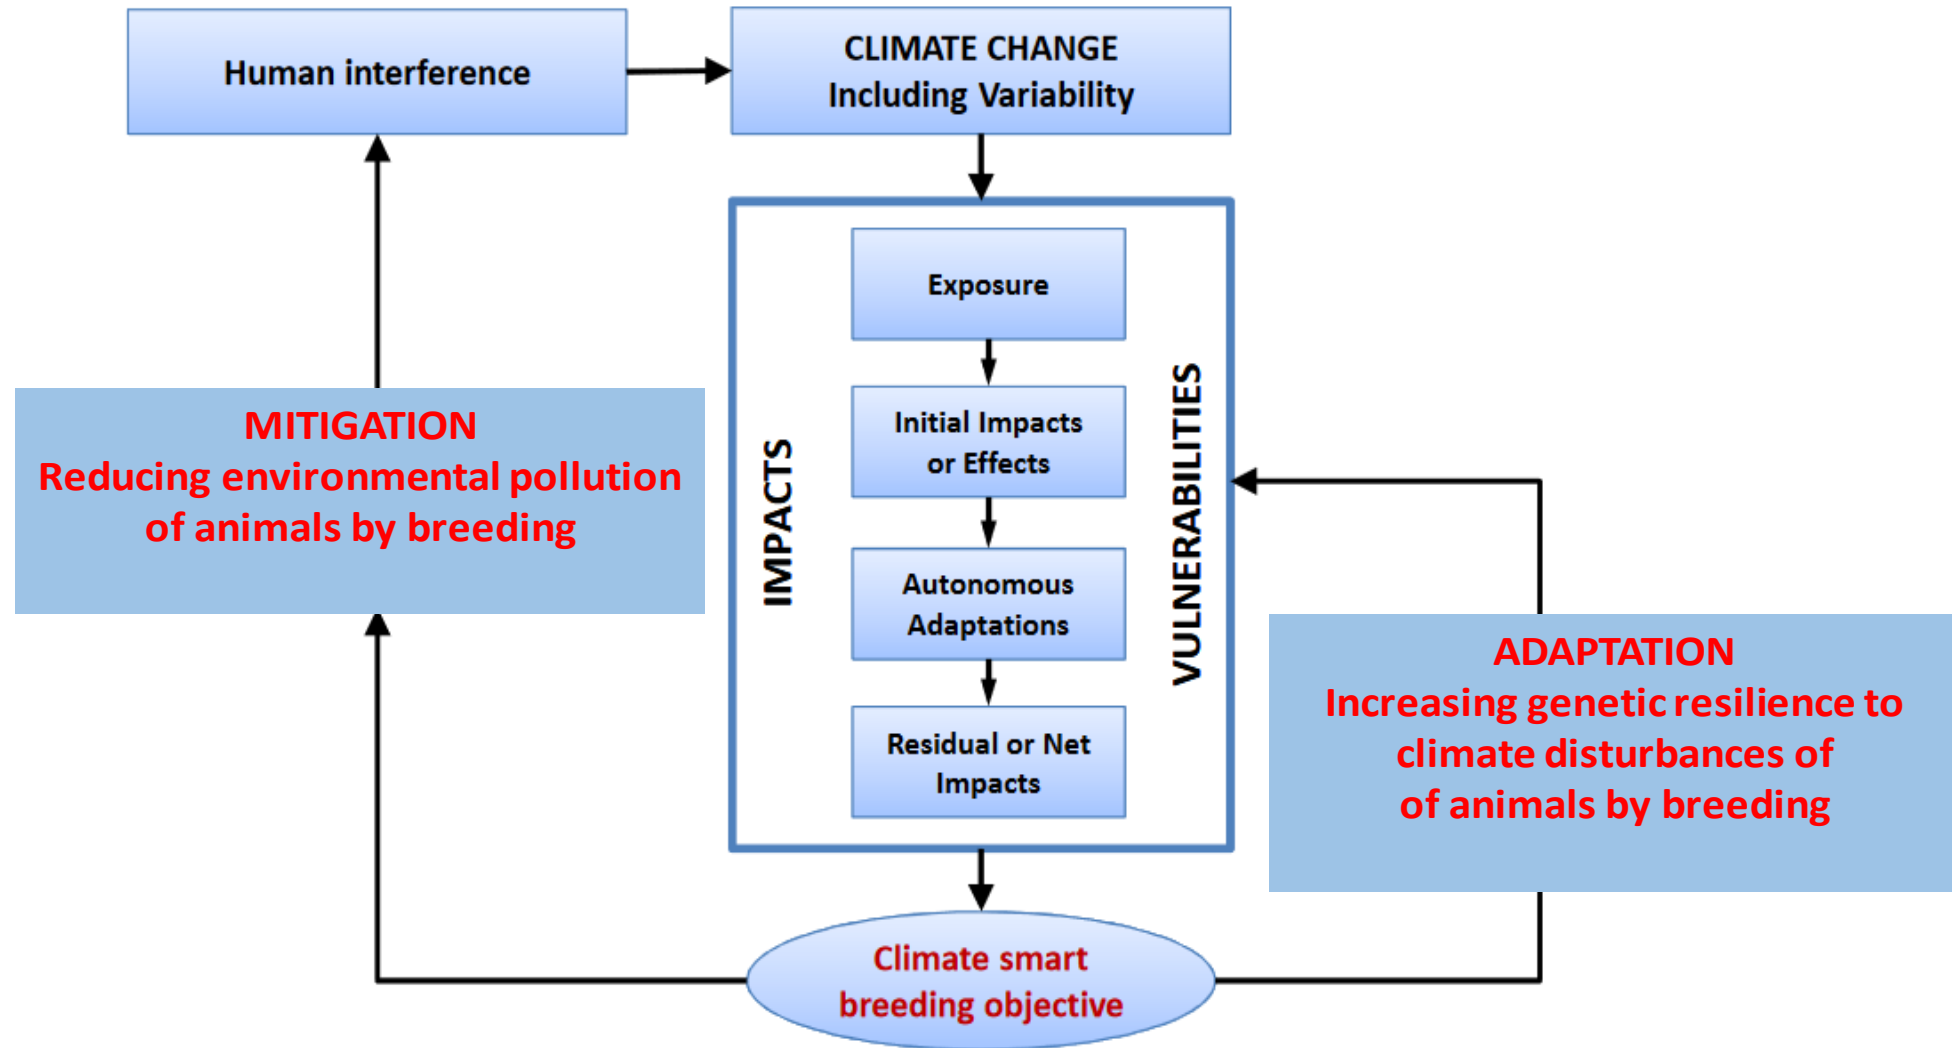 Human interference
CLIMATE CHANGE
Including Variability
Exposure
Initial Impacts
or Effects
Autonomous
Adaptations
Residual or Net
Impacts
IMPACTS
VULNERABILITIES
MITIGATION
Reducing environmental pollution
of animals by breeding
ADAPTATION
Increasing genetic resilience to
climate disturbances of
of animals by breeding
Climate smart
breeding objective